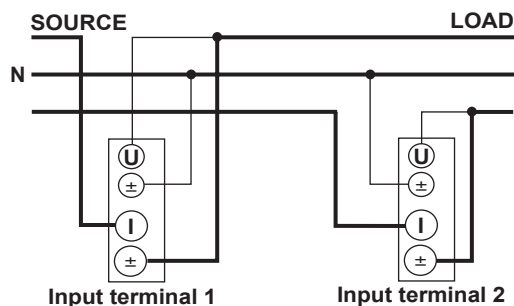 SOURCE LOAD
N
U U
± ±
I I
± ±
Input terminal 1 Input terminal 2